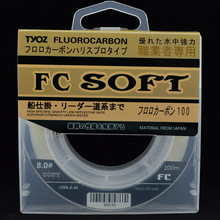 TYOZ FLUOROCARBON
フロロカーボンハリスプロタイプ
優れた水中強力
職業者専用
FC SOFT
船仕掛・リーダー道系まで
フロロカーボン100
MATERIAL FROM JAPAN
8.0#
SOFT
100m
FC